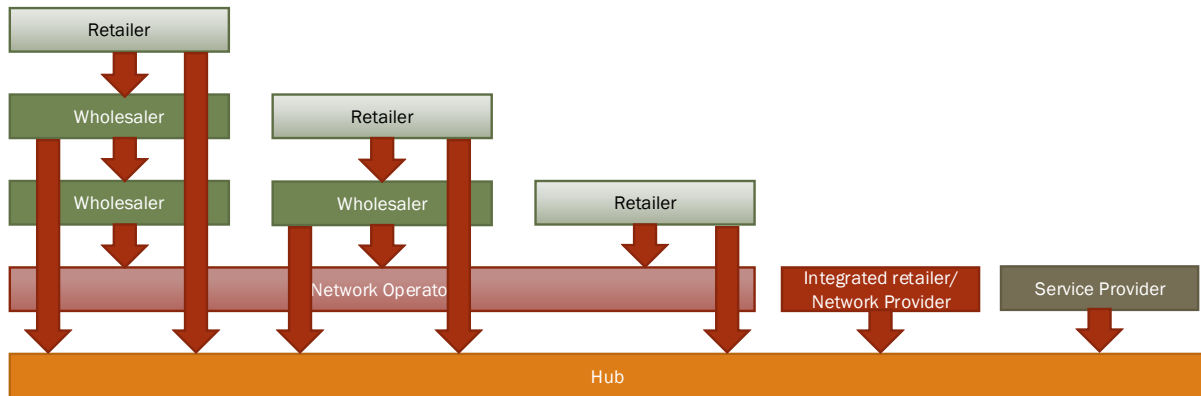 Retailer
Wholesaler
Retailer
Wholesaler
Wholesaler
Retailer
Network Operato
Integrated retailer/
Network Provider
Service Provider
Hub